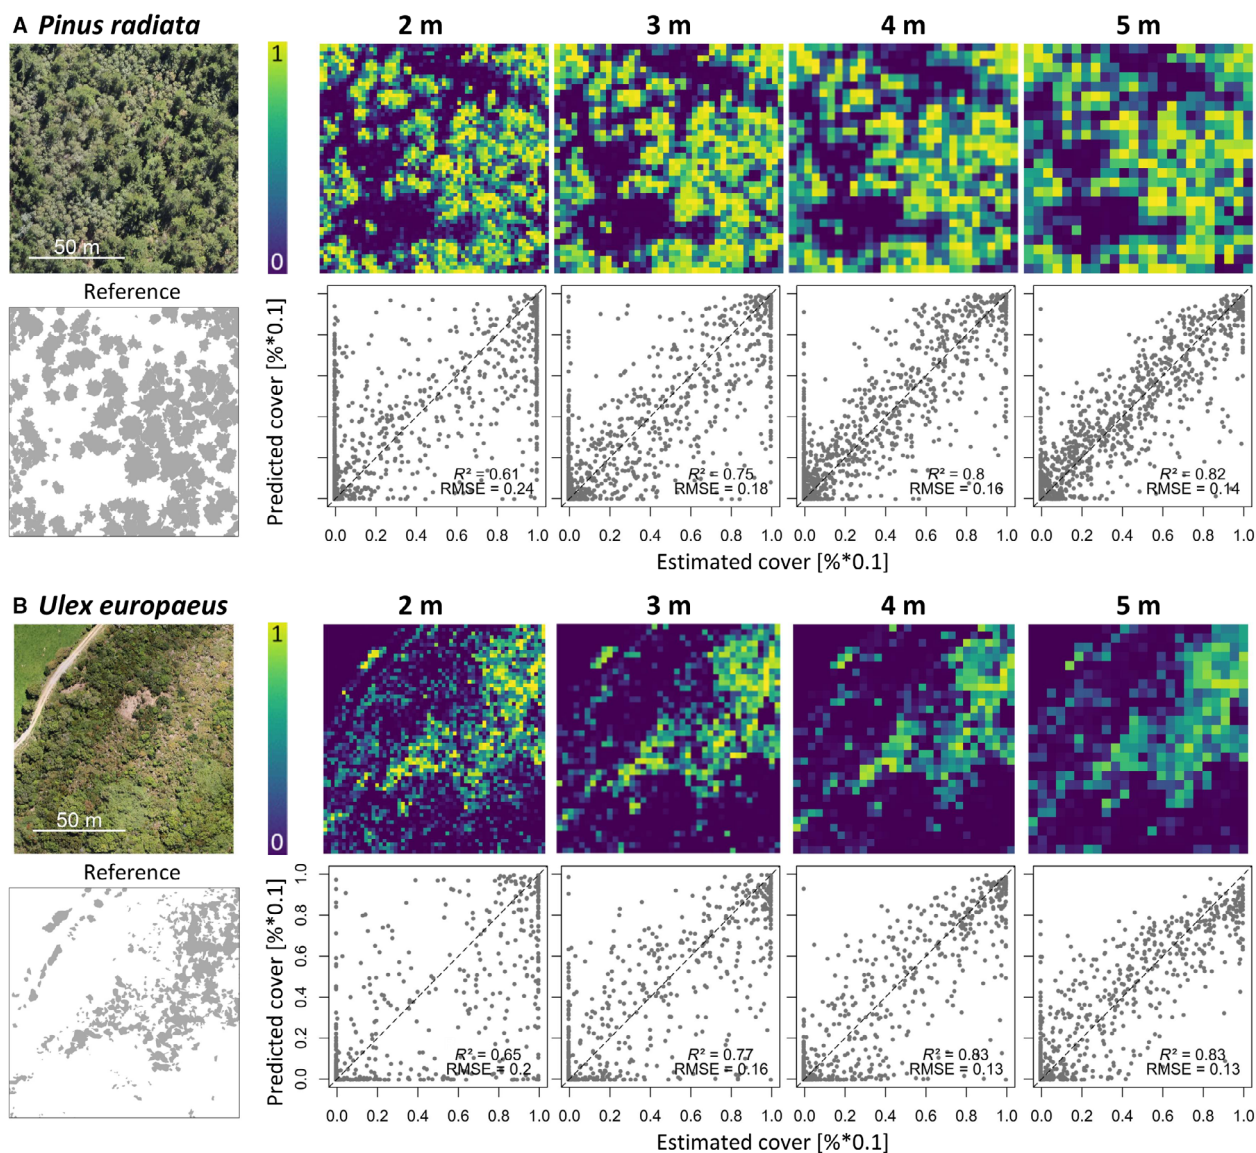 A Pinus radiata
2 m 3 m 4 m 5 m
1
0
50 m
Reference
Predicted cover [%*0.1]
R² = 0.61
RMSE = 0.24
R² = 0.75
RMSE = 0.18
R² = 0.8
RMSE = 0.16
R² = 0.82
RMSE = 0.14
0.0 0.2 0.4 0.6 0.8 1.0
0.0 0.2 0.4 0.6 0.8 1.0
0.0 0.2 0.4 0.6 0.8 1.0
0.0 0.2 0.4 0.6 0.8 1.0
Estimated cover [%*0.1]
B Ulex europaeus
2 m 3 m 4 m 5 m
1
0
50 m
Reference
Predicted cover [%*0.1]
0.0 0.2 0.4 0.6 0.8 1.0
R² = 0.65
RMSE = 0.2
R² = 0.77
RMSE = 0.16
R² = 0.83
RMSE = 0.13
R² = 0.83
RMSE = 0.13
0.0 0.2 0.4 0.6 0.8 1.0
0.0 0.2 0.4 0.6 0.8 1.0
0.0 0.2 0.4 0.6 0.8 1.0
0.0 0.2 0.4 0.6 0.8 1.0
Estimated cover [%*0.1]